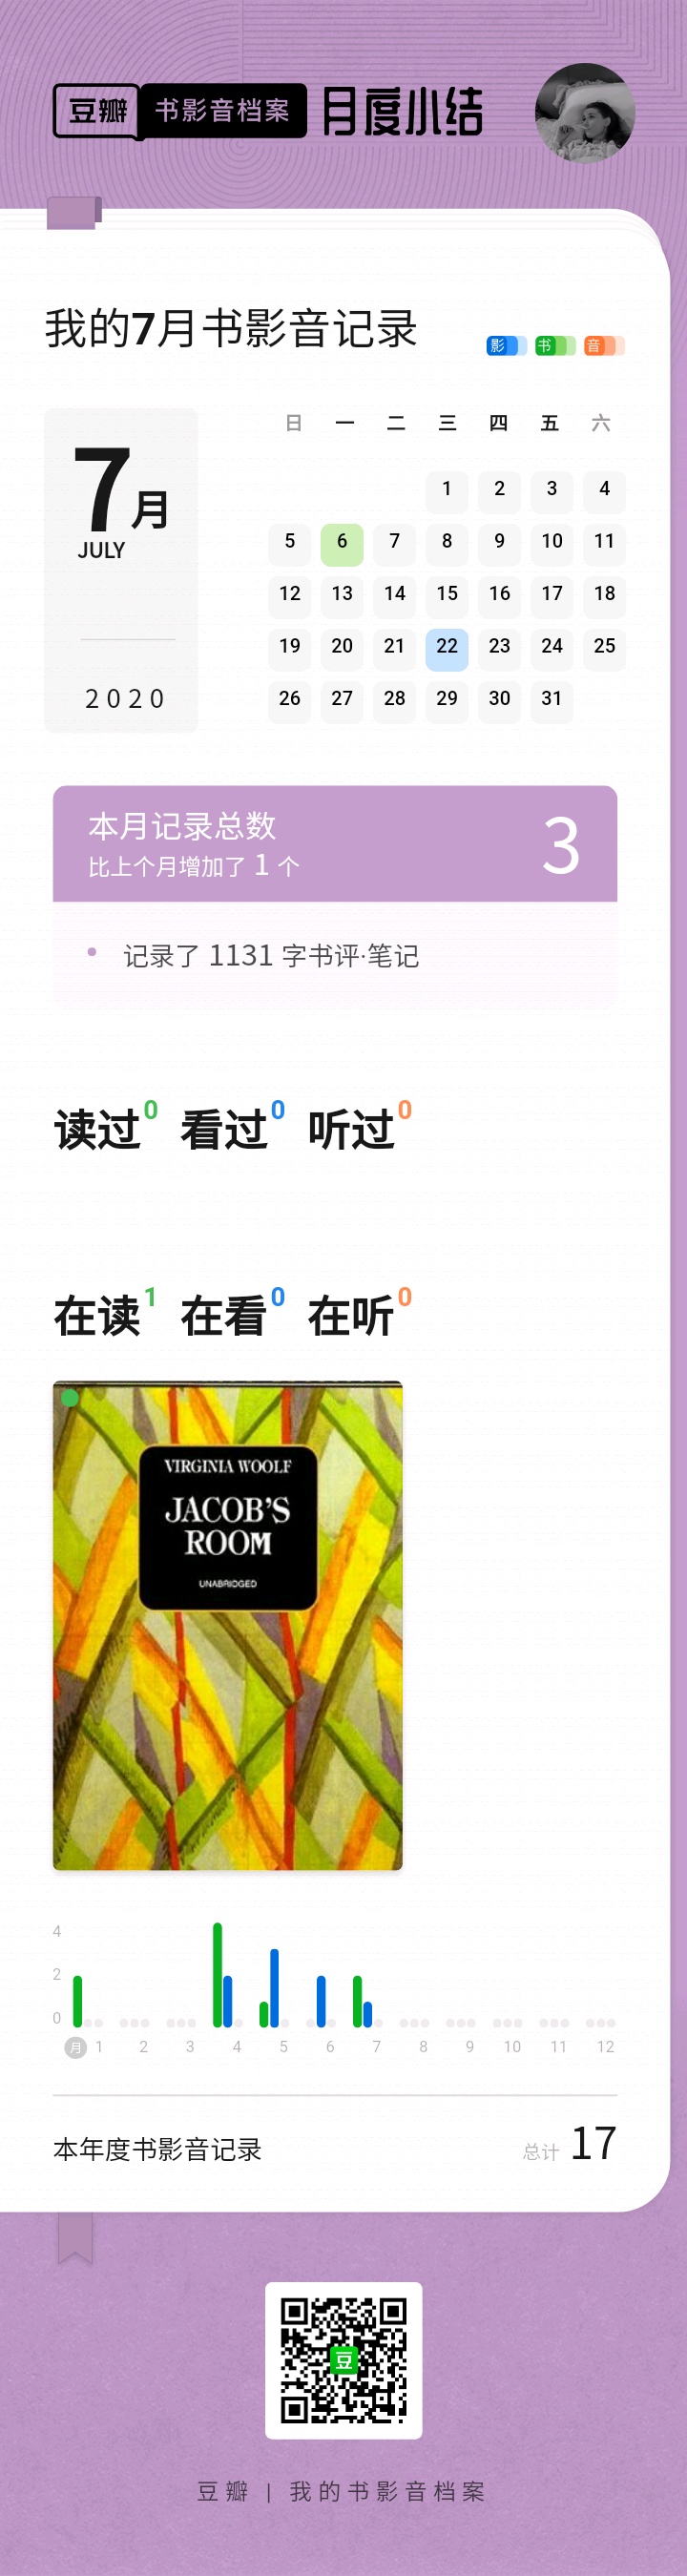 豆瓣 书影音档案 月度小结
我的7月书影音记录
影 书 音
7月
JULY
2020
日 一 二 三 四 五 六
1 2 3 4
5 6 7 8 9 10 11
12 13 14 15 16 17 18
19 20 21 22 23 24 25
26 27 28 29 30 31
本月记录总数
比上个月增加了 1 个
3
记录了 1131 字书评·笔记
读过0 看过0 听过0
在读1 在看0 在听0
VIRGINIA WOOLF
JACOB'S
ROOM
UNABRIDGED
4
2
0
月 1 2 3 4 5 6 7 8 9 10 11 12
本年度书影音记录
总计 17
豆
豆瓣 | 我的书影音档案